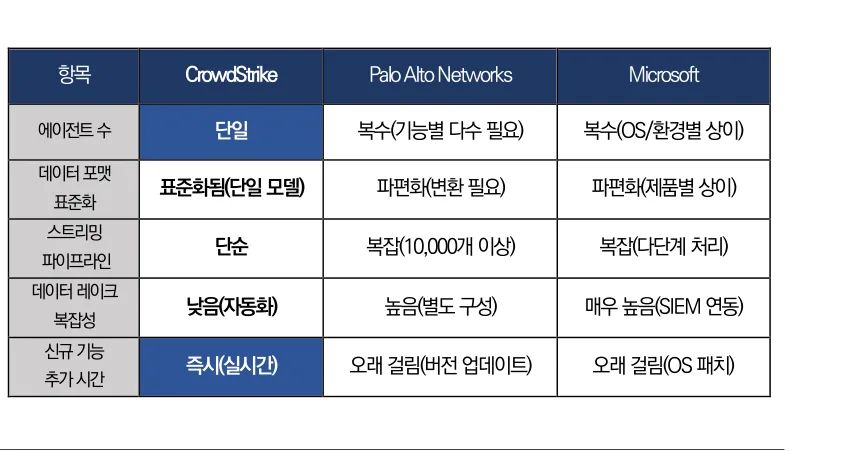 항목 CrowdStrike Palo Alto Networks Microsoft
에이전트 수 단일 복수(기능별 다수 필요) 복수(OS/환경별 상이)
데이터 포맷
표준화 표준화됨(단일 모델) 파편화(변환 필요) 파편화(제품별 상이)
스트리밍
파이프라인 단순 복잡(10,000개 이상) 복잡(다단계 처리)
데이터 레이크
복잡성 낮음(자동화) 높음(별도 구성) 매우 높음(SIEM 연동)
신규 기능
추가 시간 즉시(실시간) 오래 걸림(버전 업데이트) 오래 걸림(OS 패치)